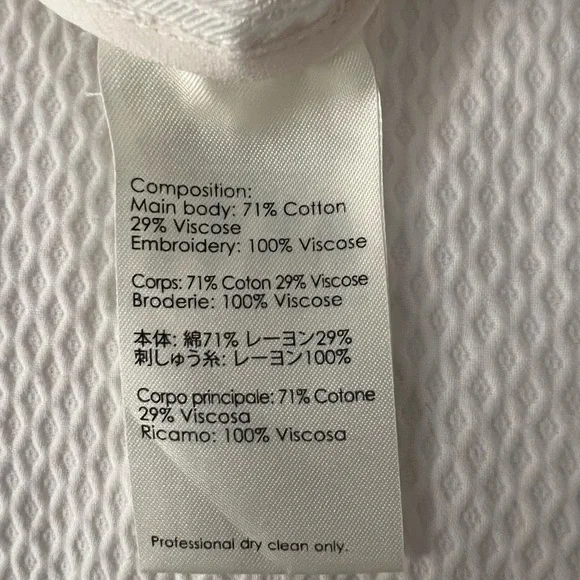 Composition:
Main body: 71% Cotton
29% Viscose
Embroidery: 100% Viscose
Corps: 71% Coton 29% Viscose
Broderie: 100% Viscose
本体: 綿71% レーヨン29%
刺しゅう糸: レーヨン100%
Corpo principale: 71% Cotone
29% Viscosa
Ricamo: 100% Viscosa
Professional dry clean only.